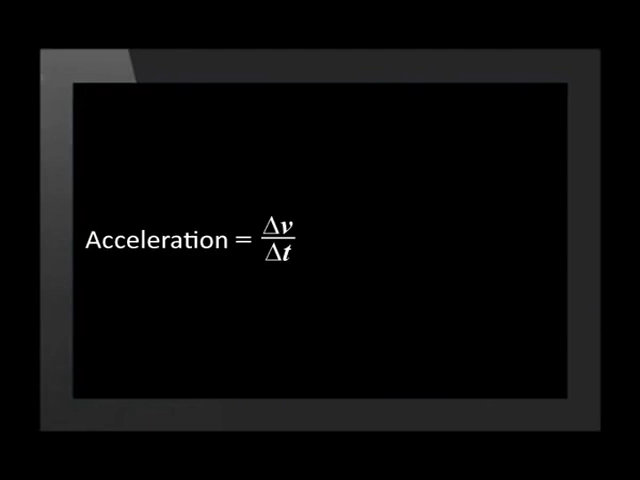 Acceleration = Δv/Δt